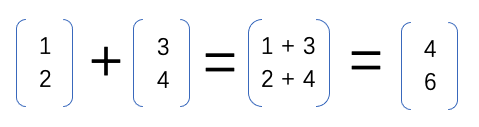 1 + 3 = 1 + 3 = 4
2 4 2 + 4 6